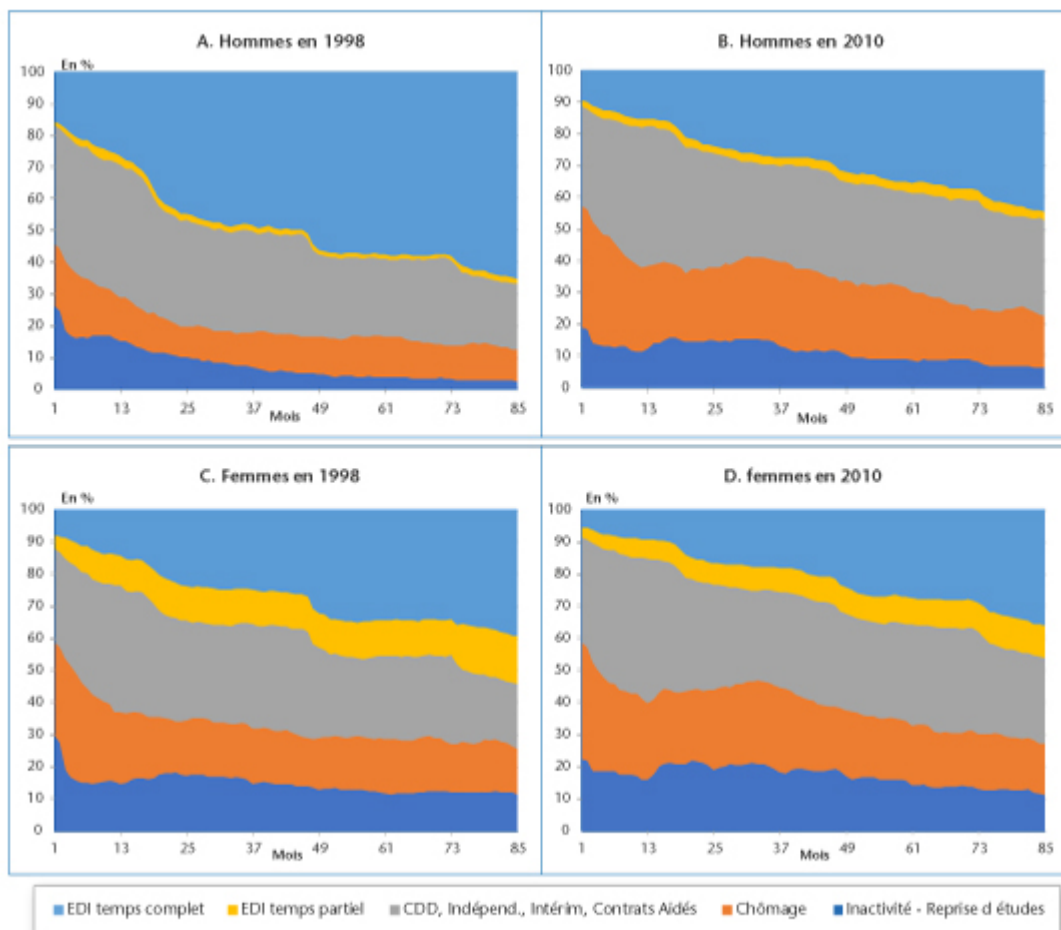 A. Hommes en 1998
En %
100
90
80
70
60
50
40
30
20
10
0
1 13 25 37 49 61 73 85
Mois
B. Hommes en 2010
100
90
80
70
60
50
40
30
20
10
0
1 13 25 37 49 61 73 85
Mois
C. Femmes en 1998
En %
100
90
80
70
60
50
40
30
20
10
0
1 13 25 37 49 61 73 85
Mois
D. femmes en 2010
En %
100
90
80
70
60
50
40
30
20
10
0
1 13 25 37 49 61 73 85
Mois
EDI temps complet EDI temps partiel CDD, Indépend., Intérim, Contrats Aidés Chômage Inactivité - Reprise d études